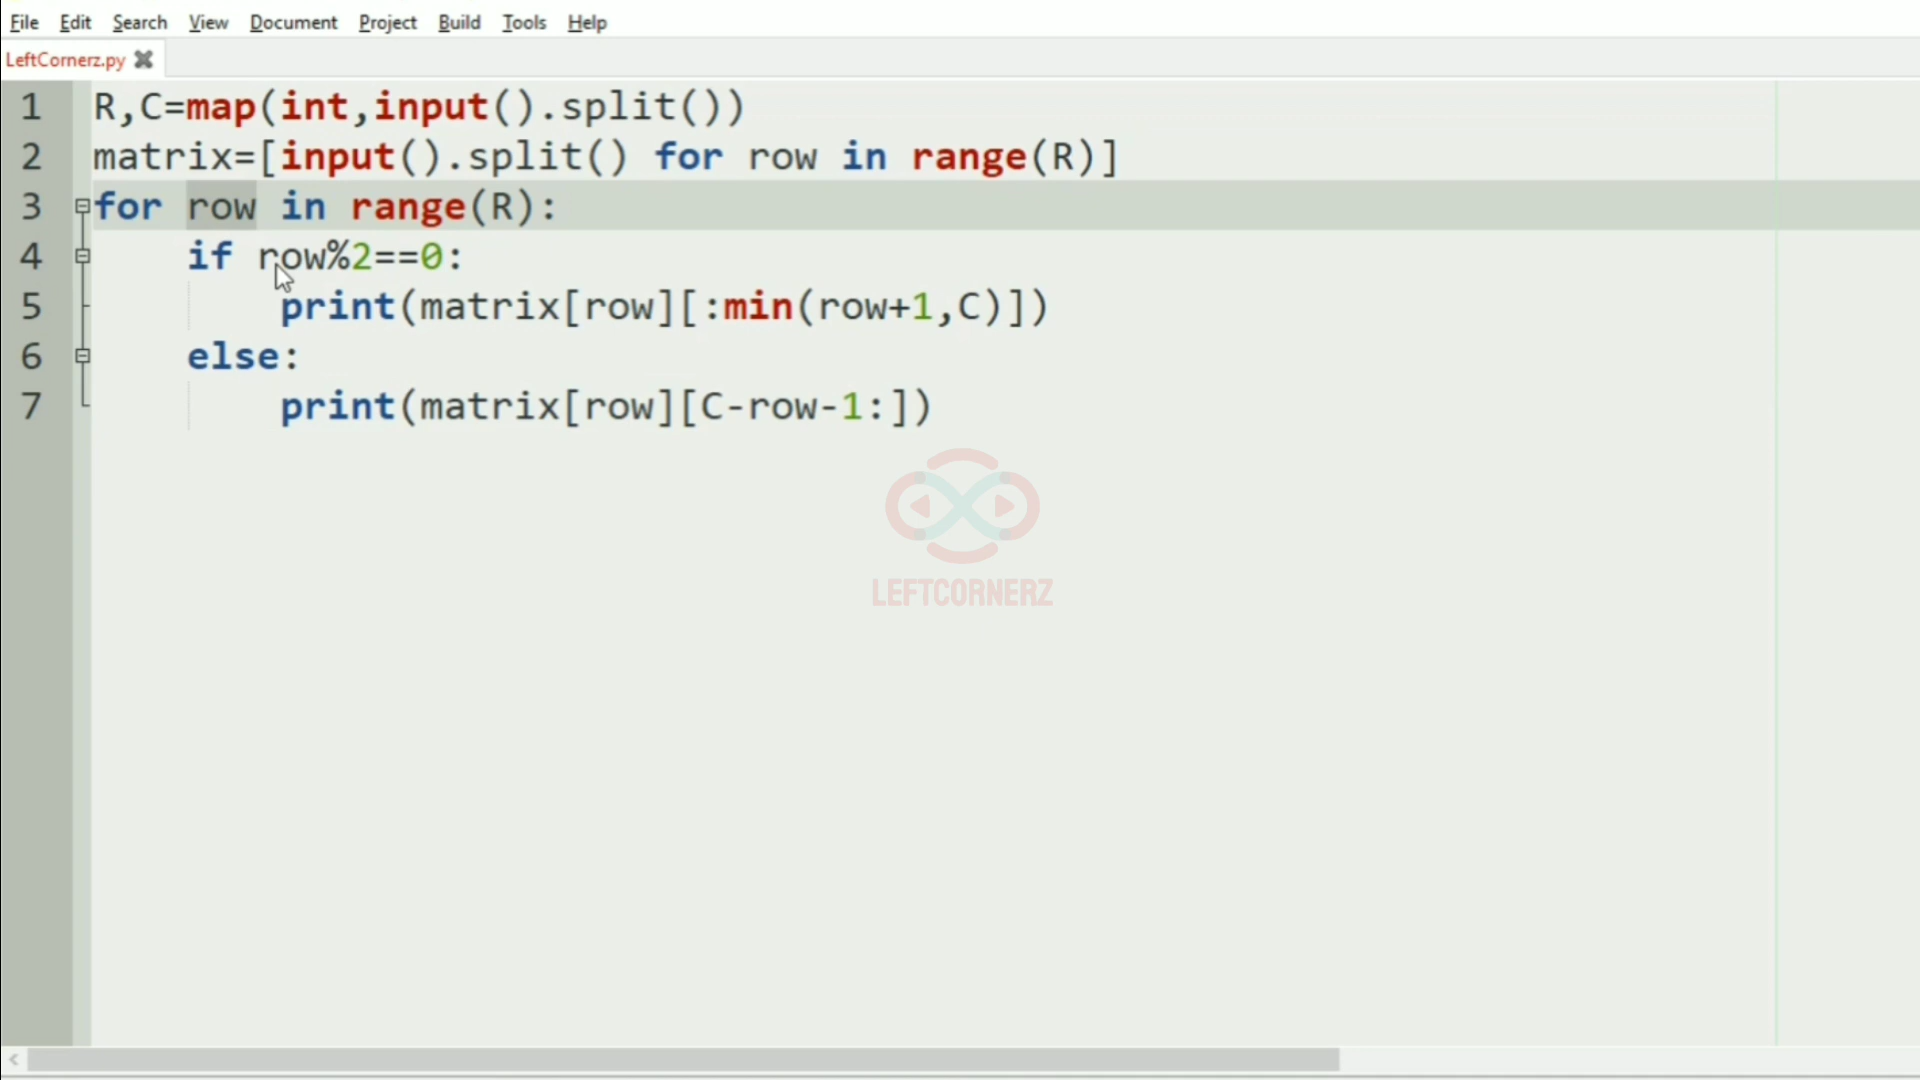 File Edit Search View Document Project Build Tools Help
LeftCornerz.py
1 R,C=map(int,input().split())
2 matrix=[input().split() for row in range(R)]
3 for row in range(R):
4     if row%2==0:
5         print(matrix[row][:min(row+1,C)])
6     else:
7         print(matrix[row][C-row-1:])
LEFTCORNERZ